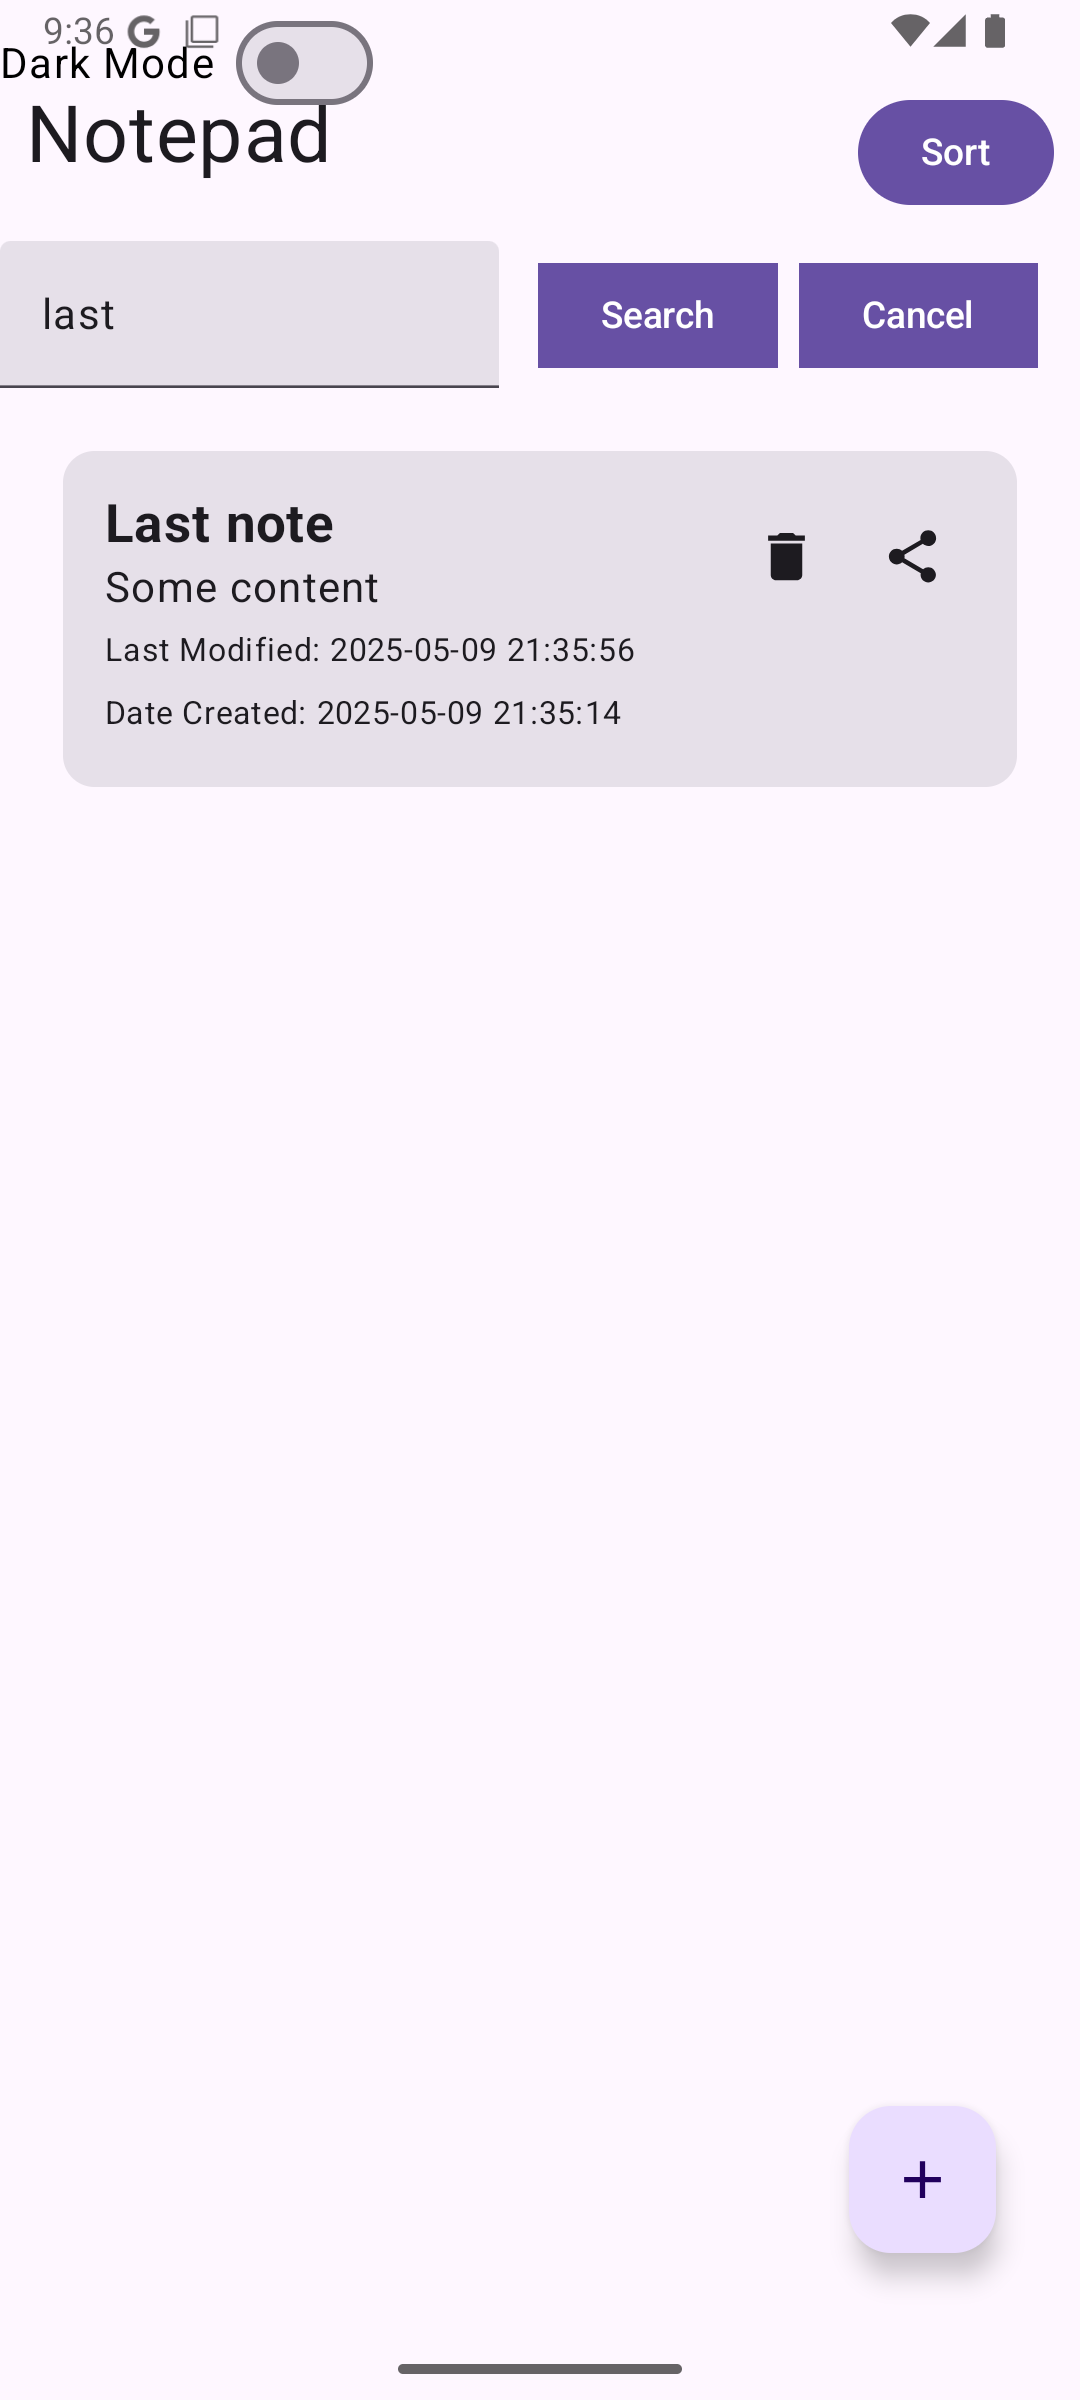 9:36
Dark Mode
Notepad
Sort
last
Search
Cancel
Last note
Some content
Last Modified: 2025-05-09 21:35:56
Date Created: 2025-05-09 21:35:14